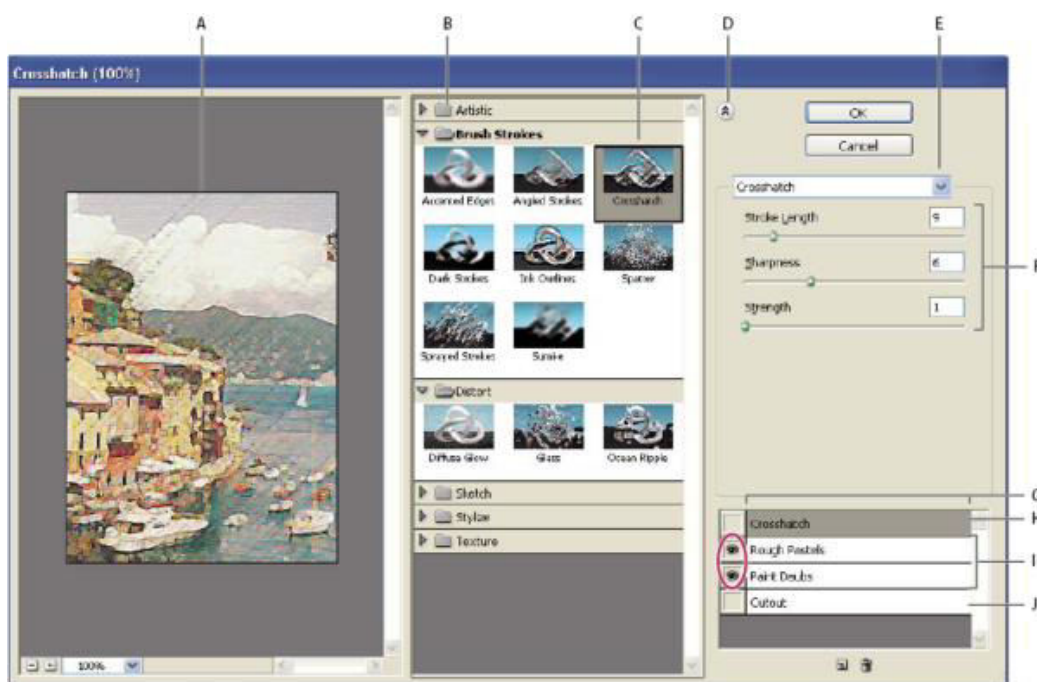 A B C D E
Crosshatch (100%)
Artistic
OK
Brush Strokes
Cancel
Accented Edges Angled Strokes Crosshatch
Crosshatch
Stroke Length 9
Dark Strokes Ink Outlines Spatter
Sharpness 6
F
Strength 1
Sprayed Strokes Sumi-e
Distort
Diffuse Glow Glass Ocean Ripple
Sketch
G
Stylize
Crosshatch H
Texture
Rough Pastels
I
Paint Daubs
Cutout J
100%